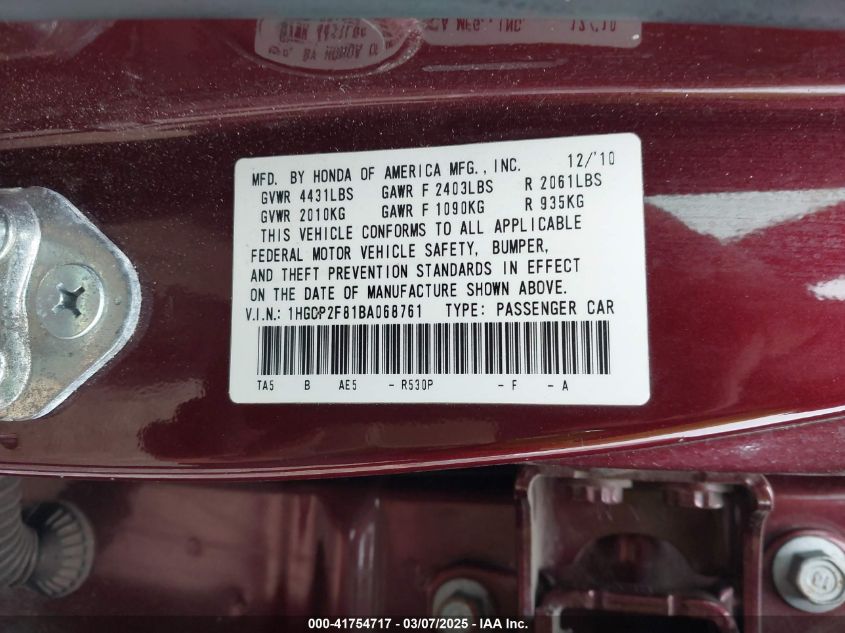 MFD. BY HONDA OF AMERICA MFG., INC. 12/'10
GVWR 4431LBS GAWR F 2403LBS R 2061LBS
GVWR 2010KG GAWR F 1090KG R 935KG
THIS VEHICLE CONFORMS TO ALL APPLICABLE
FEDERAL MOTOR VEHICLE SAFETY, BUMPER,
AND THEFT PREVENTION STANDARDS IN EFFECT
ON THE DATE OF MANUFACTURE SHOWN ABOVE.
V.I.N.: 1HGCP2F81BA068761 TYPE: PASSENGER CAR
TA5 B AE5 - R530P - F - A
000-41754717 - 03/07/2025 - IAA Inc.